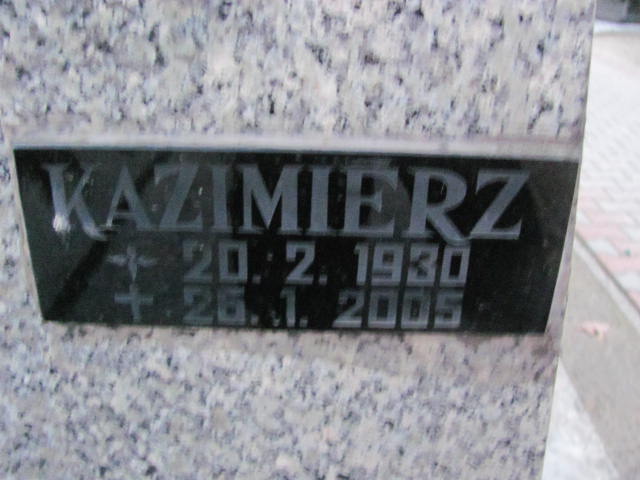 KAZIMIERZ
20. 2. 1930
† 26. 1. 2005